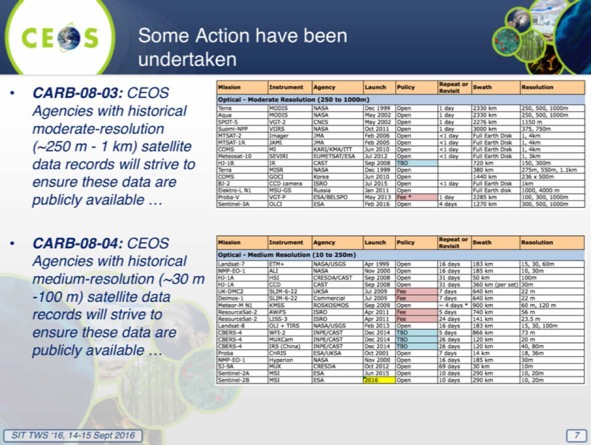 CEOS
Some Action have been
undertaken
• CARB-08-03: CEOS
Agencies with historical
moderate-resolution
(~250 m - 1 km) satellite
data records will strive to
ensure these data are
publicly available …
• CARB-08-04: CEOS
Agencies with historical
medium-resolution (~30 m
-100 m) satellite data
records will strive to
ensure these data are
publicly available …
Mission Instrument Agency Launch Policy Repeat or Revisit Swath Resolution
Optical - Moderate Resolution (250 to 1000m)
Terra MODIS NASA Dec 1999 Open 1 day 2330 km 250, 500, 1000m
Aqua MODIS NASA May 2002 Open 1 day 2330 km 250, 500, 1000m
SPOT-5 VGT-2 CNES May 2002 Open 1 day 2276 km 1150 m
Suomi-NPP VIIRS NASA Oct 2011 Open 1 day 3000 km 375, 750m
MTSAT-2 Imager JMA Feb 2006 Open <1 day Full Earth Disk 1, 4km
MTSAT-1R JAMI JMA Feb 2005 Open <1 day Full Earth Disk 1, 4km
COMS MI KARI/KMA/ITT Jun 2010 Open <1 day Full Earth Disk 1, 4km
Meteosat-10 SEVIRI EUMETSAT/ESA Jul 2012 Open <1 day Full Earth Disk 1, 3km
HJ-1B IR CAST Sep 2008 TBD 720 km 150, 300m
Terra MISR NASA Dec 1999 Open 380 km 275m, 550m, 1.1km
COMS GOCI Korea Jun 2010 Open 1440 km 236 x 500m
CCD camera ISRO Jul 2015 Open <1 day Full Earth Disk 1km
Elektro-L N1 MSU-GS Russia Jan 2011 Open Full Earth disk 1000, 4000 m
Proba-V VGT-P ESA/BELSPO May 2013 Fee * 1 day 2285 km 100, 300, 1000m
Sentinel-3A OLCI ESA Feb 2016 Open 4 days 1270 km 300, 500, 1000m
Mission Instrument Agency Launch Policy Repeat or Revisit Swath Resolution
Optical - Medium Resolution (10 to 250m)
Landsat-7 ETM+ NASA/USGS Apr 1999 Open 16 days 183 km 15, 30, 60m
NMP-EO-1 ALI NASA Nov 2000 Open 16 days 185 km 10, 30m
HJ-1A HSI CRESDA/CAST Sep 2008 Open 31 days 50 km 100m
HJ-1A CCD CAST Sep 2008 Open 31 days 360 km (per set) 30m
UK-DMC2 SLIM-6-22 UKSA Jul 2009 Fee 7 days 640 km 22 m
Deimos-1 SLIM-6-22 Commercial Jul 2009 Fee 7 days 640 km 22 m
Meteor-M N1 KMSS ROSKOSMOS Sep 2009 Open ~ 4 days * 900 km 60 m, 120 m
ResourceSat-2 AWiFS ISRO Apr 2011 Fee 5 days 740 km 56 m
ResourceSat-2 LISS-3 ISRO Apr 2011 Fee 24 days 141 km 23.5 m
Landsat-8 OLI + TIRS NASA/USGS Feb 2013 Open 16 days 183 km 15, 30, 100m
CBERS-4 WFI-2 INPE/CAST Dec 2014 TBD 5 days 866 km 73 m
CBERS-4 MUXCam INPE/CAST Dec 2014 TBD 26 days 120 km 20 m
CBERS-4 IRS (China) INPE/CAST Dec 2014 TBD 26 days 120 km 40, 80m
Proba CHRIS ESA/UKSA Oct 2001 Open 7 days 14 km 18, 36m
NMP-EO-1 Hyperion NASA Nov 2000 Open 16 days 185 km 30m
SJ-9A MUX CRESDA Oct 2012 Open 69 days 30 km 10m
Sentinel-2A MSI ESA Jun 2015 Open 10 days 290 km 10, 20m
Sentinel-2B MSI ESA 2016 Open 10 days 290 km 10, 20m
SIT TWS '16, 14-15 Sept 2016
7